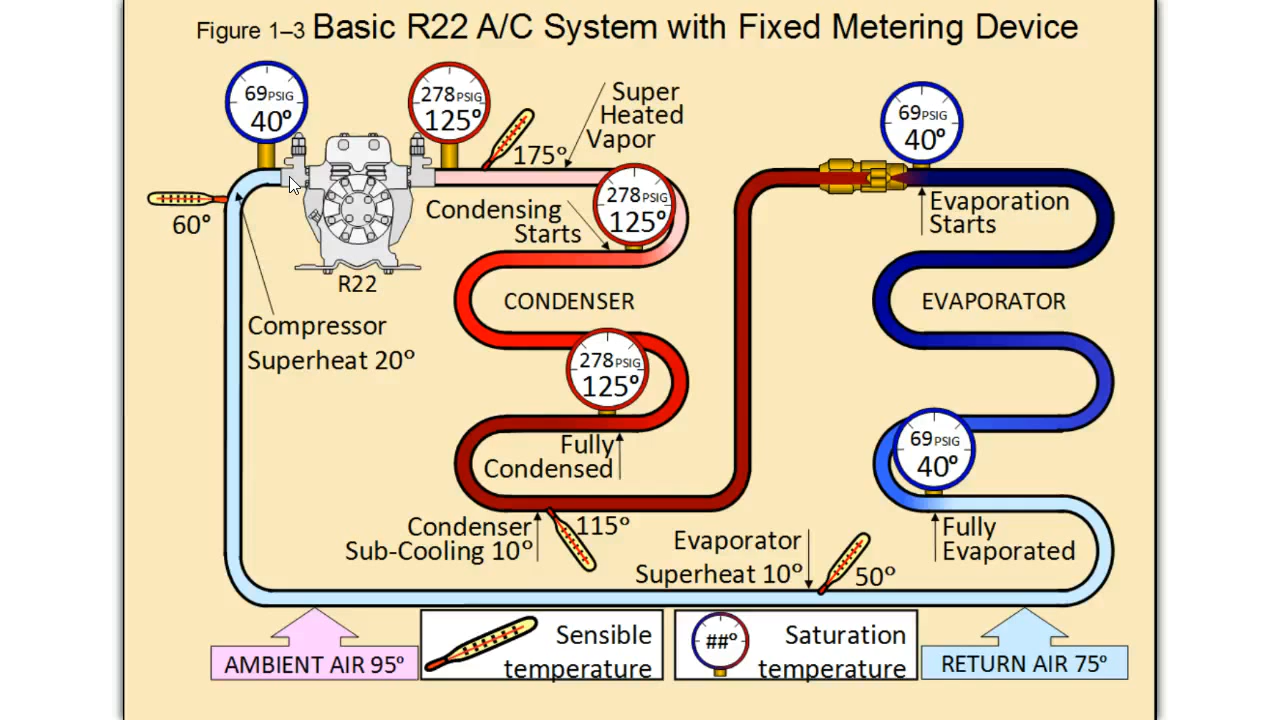 Figure 1–3 Basic R22 A/C System with Fixed Metering Device
69PSIG
40º
278PSIG
125º
175º
Super
Heated
Vapor
69PSIG
40º
60º
R22
Compressor
Superheat 20º
278PSIG
125º
Condensing
Starts
CONDENSER
278PSIG
125º
Fully
Condensed
Condenser
Sub-Cooling 10º
115º
Evaporation
Starts
EVAPORATOR
69PSIG
40º
Fully
Evaporated
Evaporator
Superheat 10º
50º
AMBIENT AIR 95º
Sensible
temperature
##º
Saturation
temperature
RETURN AIR 75º